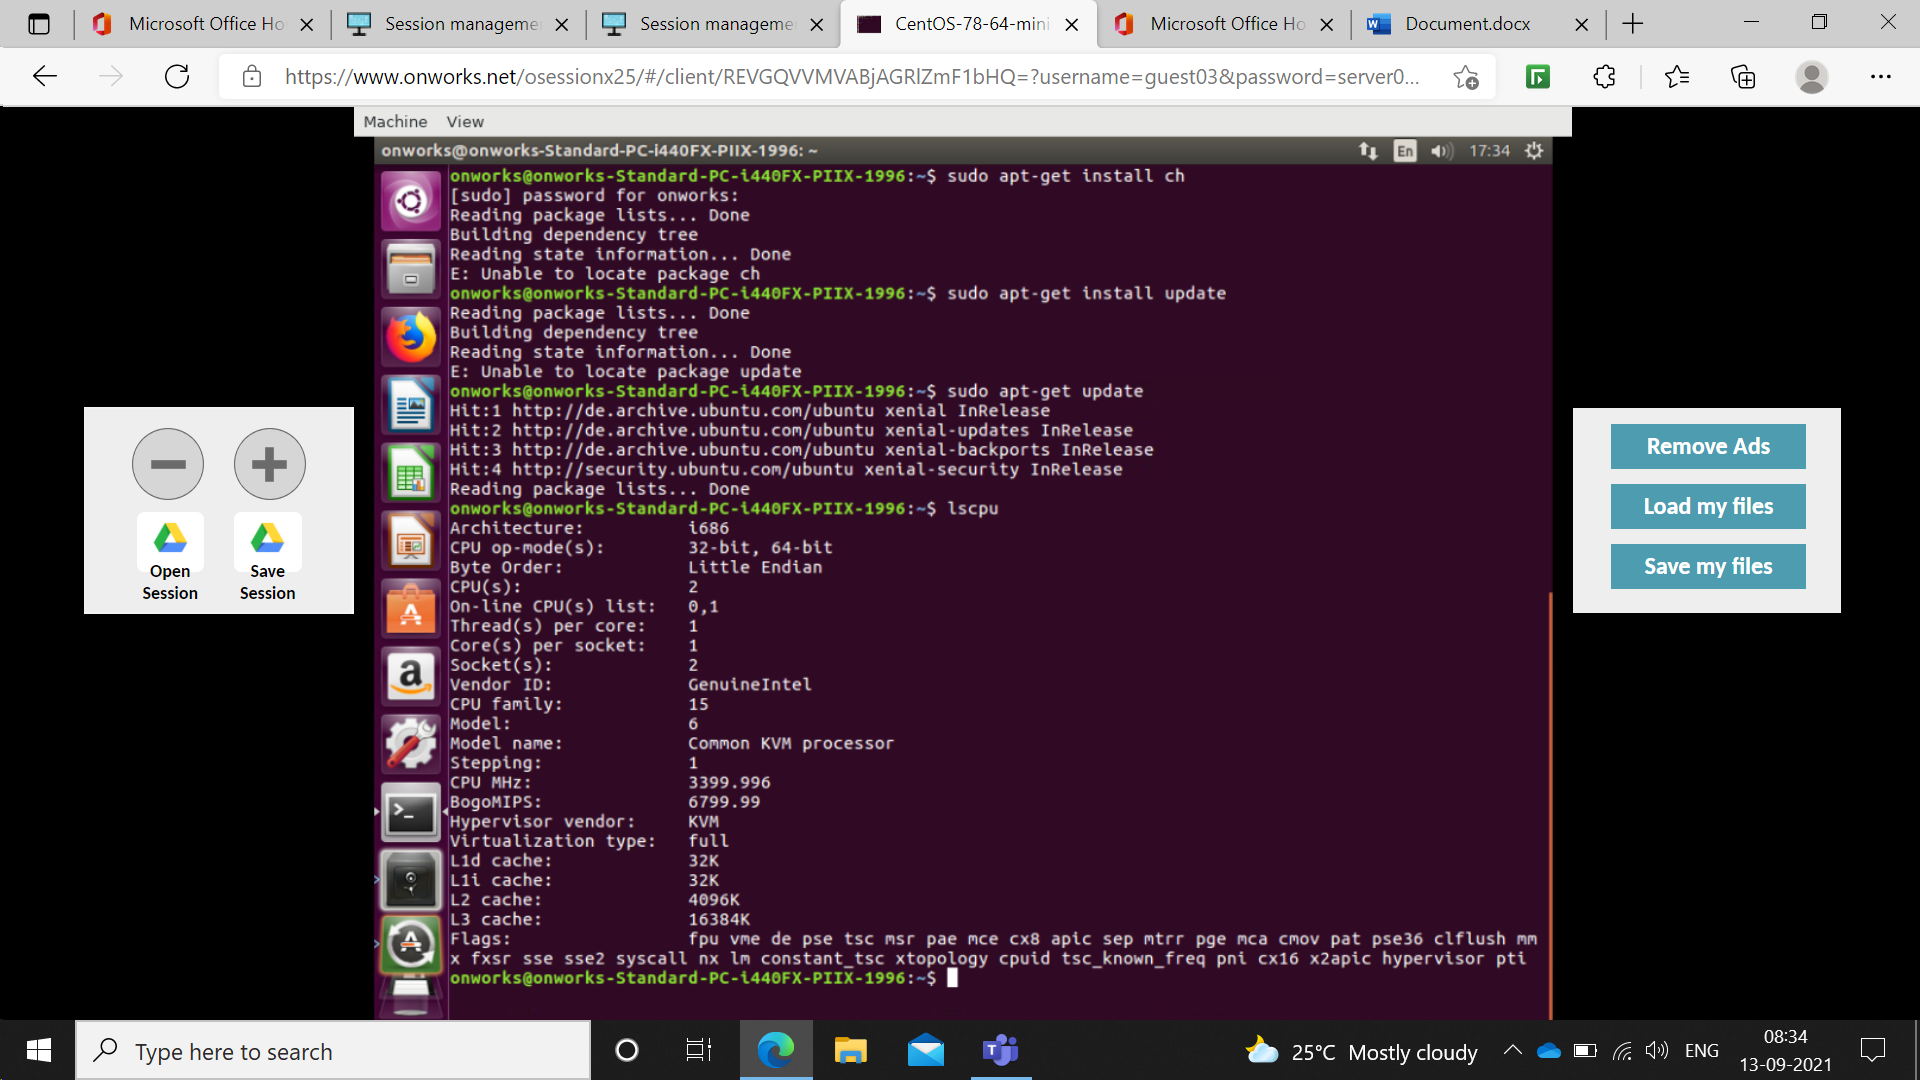 Microsoft Office Ho
Session manageme
Session manageme
CentOS-78-64-mini
Microsoft Office Ho
Document.docx
https://www.onworks.net/osessionx25/#/client/REVGQVVMVABjAGRlZmF1bHQ=?username=guest03&password=server0...
Machine View
onworks@onworks-Standard-PC-i440FX-PIIX-1996: ~
En 17:34
onworks@onworks-Standard-PC-i440FX-PIIX-1996:~$ sudo apt-get install ch
[sudo] password for onworks:
Reading package lists... Done
Building dependency tree
Reading state information... Done
E: Unable to locate package ch
onworks@onworks-Standard-PC-i440FX-PIIX-1996:~$ sudo apt-get install update
Reading package lists... Done
Building dependency tree
Reading state information... Done
E: Unable to locate package update
onworks@onworks-Standard-PC-i440FX-PIIX-1996:~$ sudo apt-get update
Hit:1 http://de.archive.ubuntu.com/ubuntu xenial InRelease
Hit:2 http://de.archive.ubuntu.com/ubuntu xenial-updates InRelease
Hit:3 http://de.archive.ubuntu.com/ubuntu xenial-backports InRelease
Hit:4 http://security.ubuntu.com/ubuntu xenial-security InRelease
Reading package lists... Done
onworks@onworks-Standard-PC-i440FX-PIIX-1996:~$ lscpu
Architecture: i686
CPU op-mode(s): 32-bit, 64-bit
Byte Order: Little Endian
CPU(s): 2
On-line CPU(s) list: 0,1
Thread(s) per core: 1
Core(s) per socket: 1
Socket(s): 2
Vendor ID: GenuineIntel
CPU family: 15
Model: 6
Model name: Common KVM processor
Stepping: 1
CPU MHz: 3399.996
BogoMIPS: 6799.99
Hypervisor vendor: KVM
Virtualization type: full
L1d cache: 32K
L1i cache: 32K
L2 cache: 4096K
L3 cache: 16384K
Flags: fpu vme de pse tsc msr pae mce cx8 apic sep mtrr pge mca cmov pat pse36 clflush mm
x fxsr sse sse2 syscall nx lm constant_tsc xtopology cpuid tsc_known_freq pni cx16 x2apic hypervisor pti
onworks@onworks-Standard-PC-i440FX-PIIX-1996:~$
Open
Session
Save
Session
Remove Ads
Load my files
Save my files
Type here to search
25°C Mostly cloudy
ENG
08:34
13-09-2021